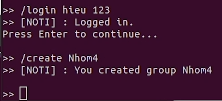 >> /login hieu 123
>> [NOTI] : Logged in.
Press Enter to continue...
>> /create Nhom4
>> [NOTI] : You created group Nhom4
>>